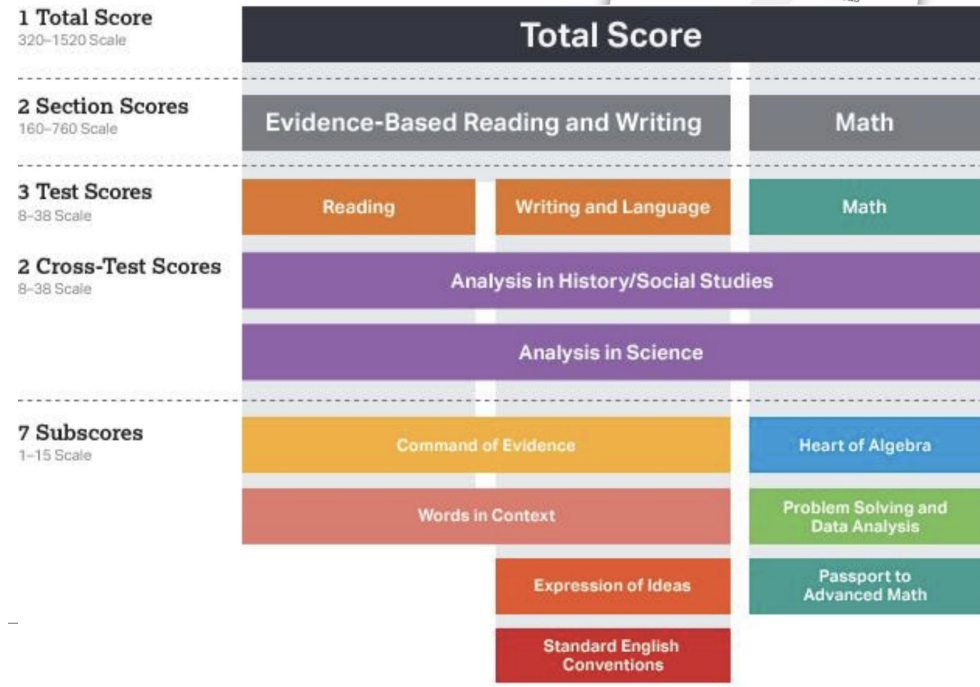 1 Total Score
320–1520 Scale
Total Score
2 Section Scores
160–760 Scale
Evidence-Based Reading and Writing
Math
3 Test Scores
8–38 Scale
Reading
Writing and Language
Math
2 Cross-Test Scores
8–38 Scale
Analysis in History/Social Studies
Analysis in Science
7 Subscores
1–15 Scale
Command of Evidence
Heart of Algebra
Words in Context
Problem Solving and
Data Analysis
Expression of Ideas
Passport to
Advanced Math
Standard English
Conventions